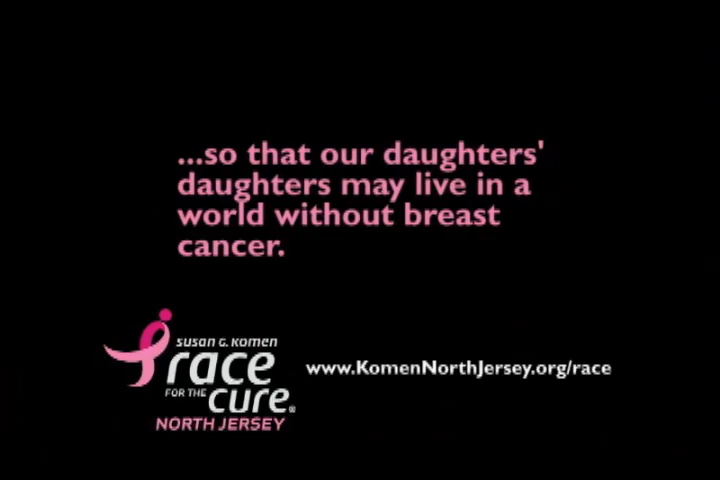 ...so that our daughters'
daughters may live in a
world without breast
cancer.
SUSAN G. KOMEN
race
FOR THE
cure®
NORTH JERSEY
www.KomenNorthJersey.org/race